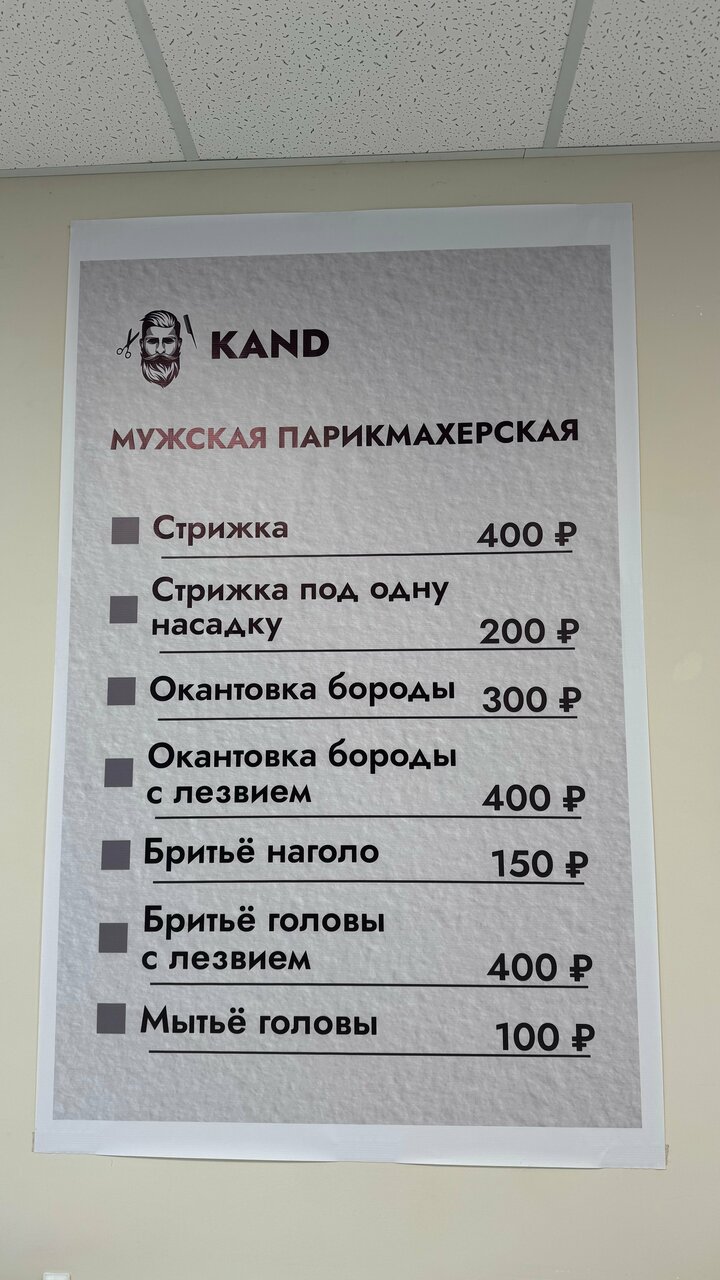 KAND
МУЖСКАЯ ПАРИКМАХЕРСКАЯ
Стрижка 400 ₽
Стрижка под одну
насадку 200 ₽
Окантовка бороды 300 ₽
Окантовка бороды
с лезвием 400 ₽
Бритьё наголо 150 ₽
Бритьё головы
с лезвием 400 ₽
Мытьё головы 100 ₽